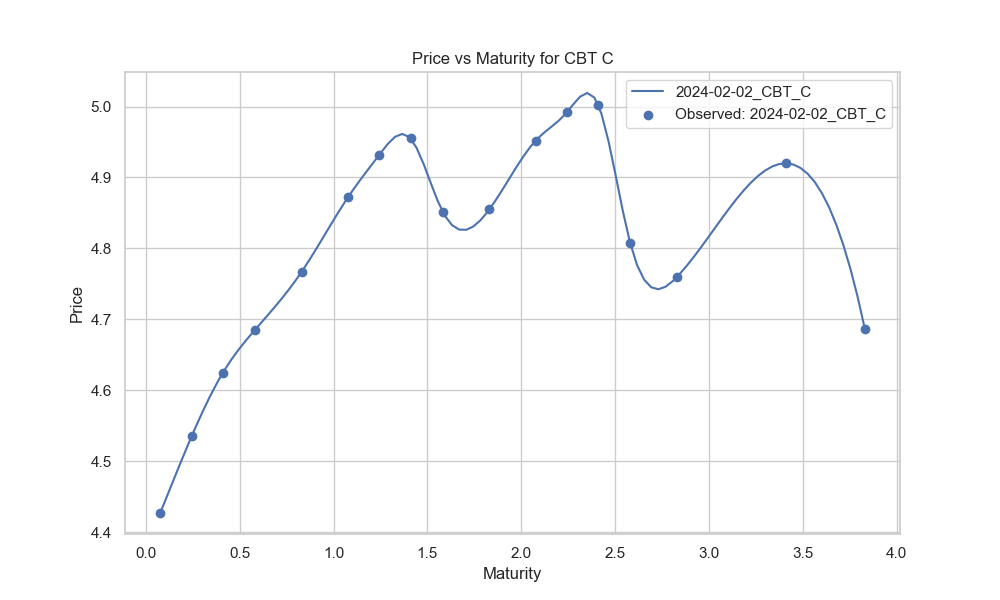 Price vs Maturity for CBT C
2024-02-02_CBT_C
Observed: 2024-02-02_CBT_C
Price
5.0
4.9
4.8
4.7
4.6
4.5
4.4
0.0 0.5 1.0 1.5 2.0 2.5 3.0 3.5 4.0
Maturity